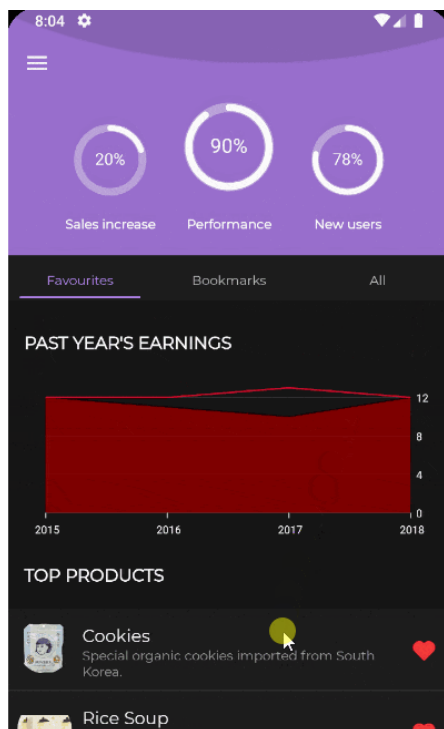 8:04
20%
90%
78%
Sales increase
Performance
New users
Favourites
Bookmarks
All
PAST YEAR'S EARNINGS
12
8
4
0
2015
2016
2017
2018
TOP PRODUCTS
Cookies
Special organic cookies imported from South
Korea.
Rice Soup